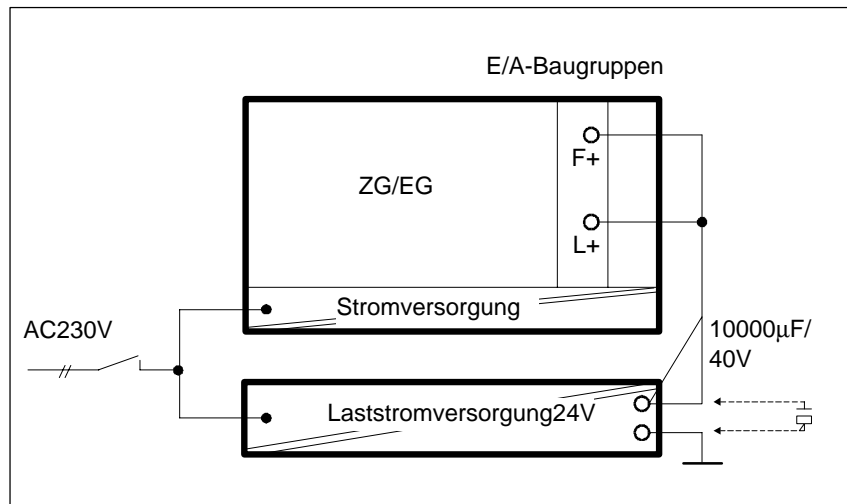 E/A-Baugruppen
F+
ZG/EG
L+
Stromversorgung
AC230V
10000µF/
40V
Laststromversorgung24V